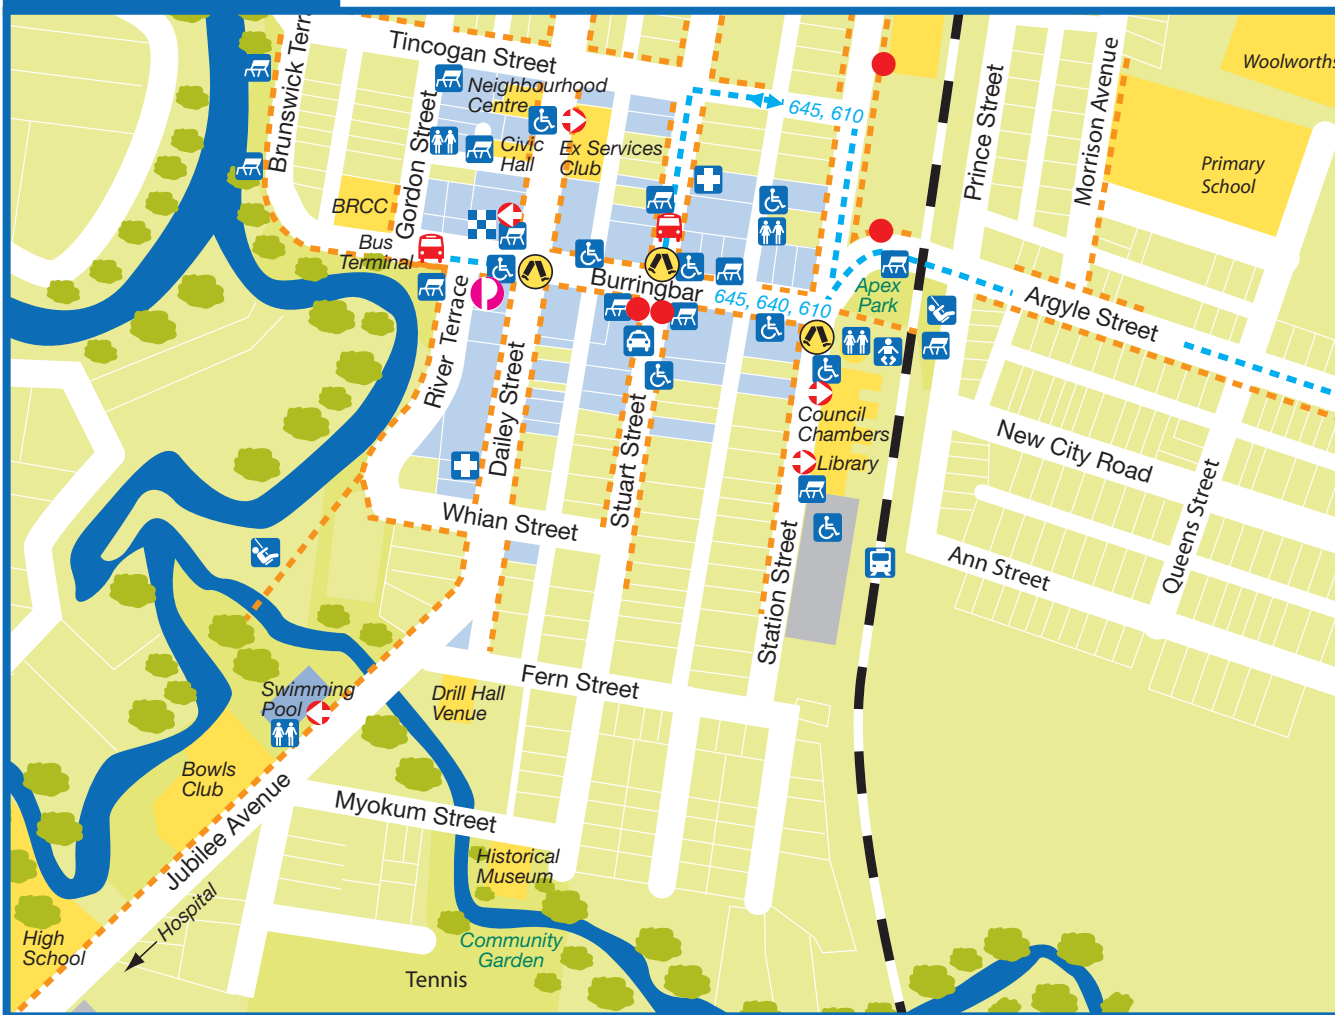 Tincogan Street
Brunswick Terr
Gordon Street
Neighbourhood
Centre
Civic
Hall
Ex Services
Club
645, 610
Prince Street
Morrison Avenue
Woolworths
Primary
School
BRCC
Bus
Terminal
River Terrace
Burringbar
645, 640, 610
Apex
Park
Argyle Street
Dailey Street
Stuart Street
Council
Chambers
Library
New City Road
Queens Street
Whian Street
Station Street
Ann Street
Fern Street
Swimming
Pool
Drill Hall
Venue
Bowls
Club
Jubilee Avenue
Myokum Street
Historical
Museum
Hospital
High
School
Community
Garden
Tennis